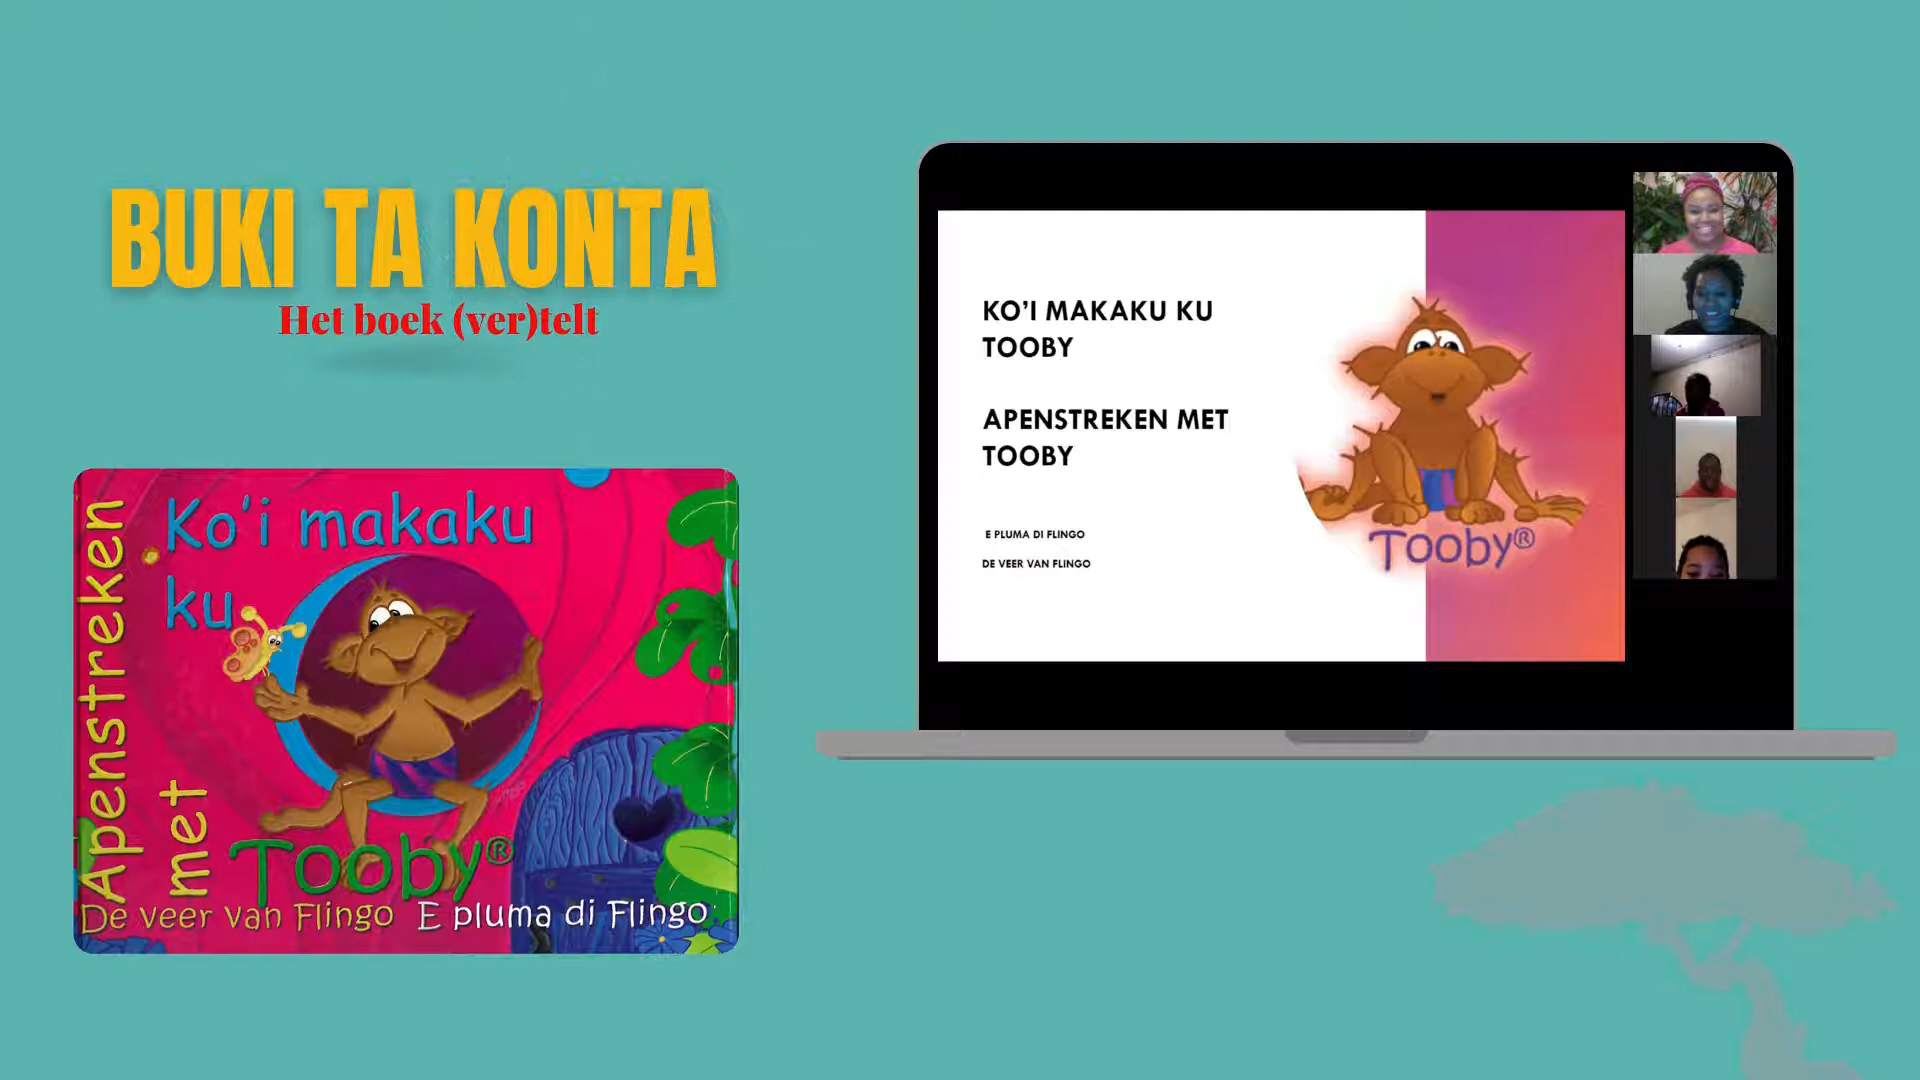 BUKI TA KONTA
Het boek (ver)telt
Apenstreken
met
Ko'i makaku
ku
Tooby®
De veer van Flingo E pluma di Flingo
KO'I MAKAKU KU
TOOBY
APENSTREKEN MET
TOOBY
E PLUMA DI FLINGO
DE VEER VAN FLINGO
Tooby®